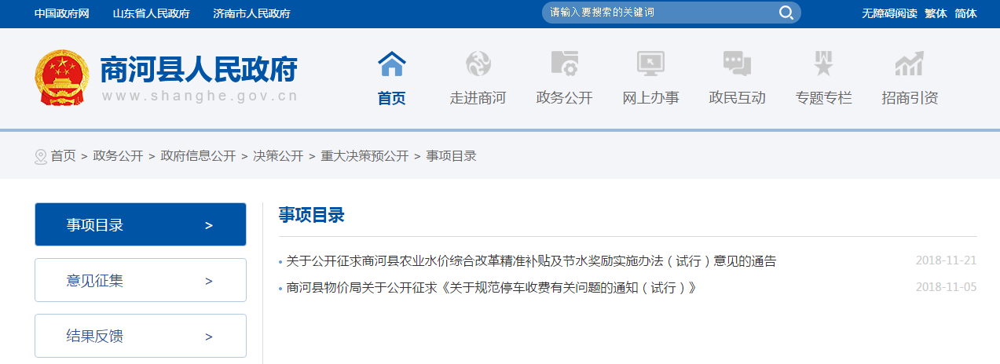 中国政府网 山东省人民政府 济南市人民政府 请输入要搜索的关键词 无障碍阅读 繁体 简体
商河县人民政府
www.shanghe.gov.cn
首页 走进商河 政务公开 网上办事 政民互动 专题专栏 招商引资
首页 > 政务公开 > 政府信息公开 > 决策公开 > 重大决策预公开 > 事项目录
事项目录 >
意见征集 >
结果反馈 >
事项目录
关于公开征求商河县农业水价综合改革精准补贴及节水奖励实施办法（试行）意见的通告 2018-11-21
商河县物价局关于公开征求《关于规范停车收费有关问题的通知（试行）》 2018-11-05